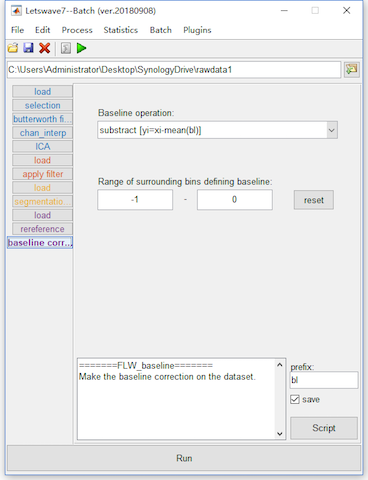 Letswave7--Batch (ver.20180908)
File Edit Process Statistics Batch Plugins
C:\Users\Administrator\Desktop\SynologyDrive\rawdata1
load
selection
butterworth fi...
chan_interp
ICA
load
apply filter
load
segmentatio...
load
rereference
baseline corr...
Baseline operation:
substract [yi=xi-mean(bl)]
Range of surrounding bins defining baseline:
-1 - 0 reset
=======FLW_baseline=======
Make the baseline correction on the dataset.
prefix:
bl
save
Script
Run